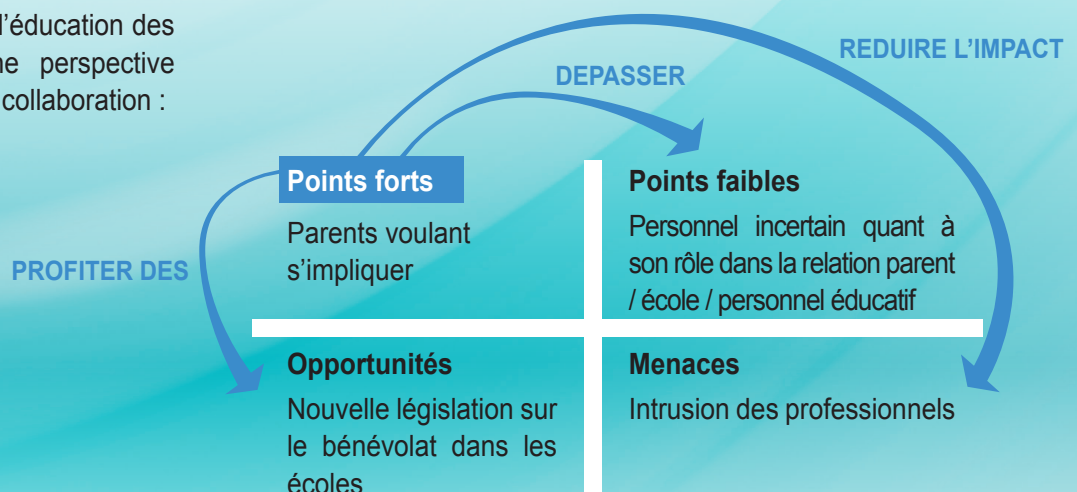 l’éducation des
perspective
collaboration :
REDUIRE L’IMPACT
DEPASSER
Points forts
Parents voulant
s’impliquer
Points faibles
Personnel incertain quant à
son rôle dans la relation parent
/ école / personnel éducatif
PROFITER DES
Opportunités
Nouvelle législation sur
le bénévolat dans les
écoles
Menaces
Intrusion des professionnels